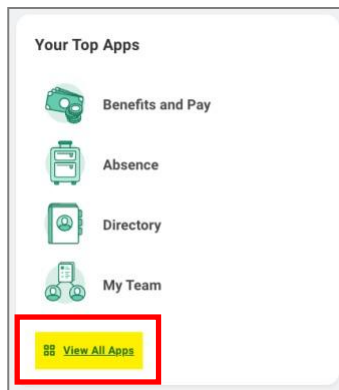 Your Top Apps
Benefits and Pay
Absence
Directory
My Team
View All Apps